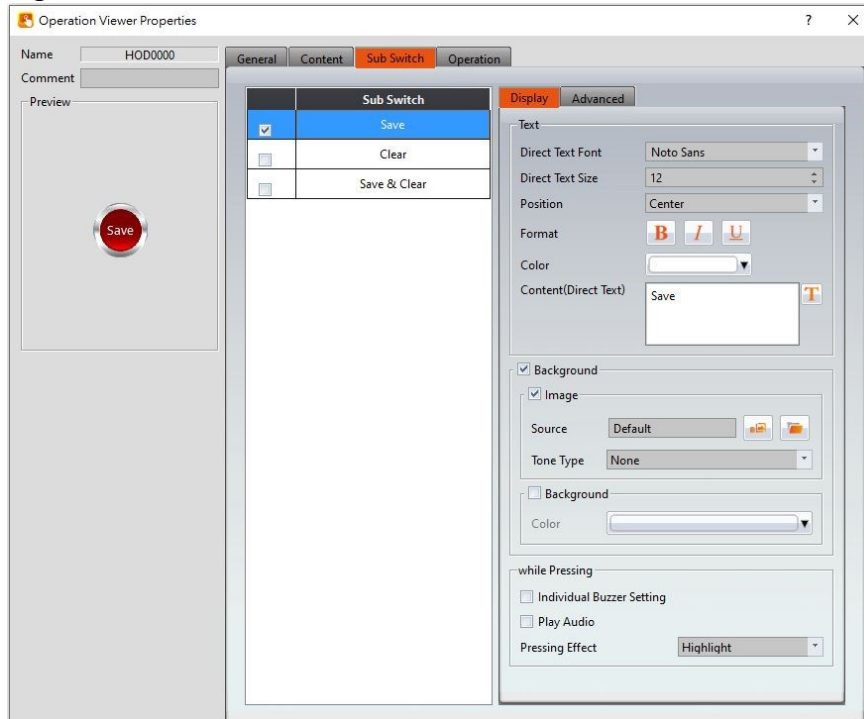 Operation Viewer Properties ? X
Name HOD0000
Comment
Preview
Save
General Content Sub Switch Operation
Sub Switch
Save
Clear
Save & Clear
Display Advanced
Text
Direct Text Font Noto Sans
Direct Text Size 12
Position Center
Format B I U
Color
Content(Direct Text) Save T
Background
Image
Source Default
Tone Type None
Background
Color
while Pressing
Individual Buzzer Setting
Play Audio
Pressing Effect Highlight